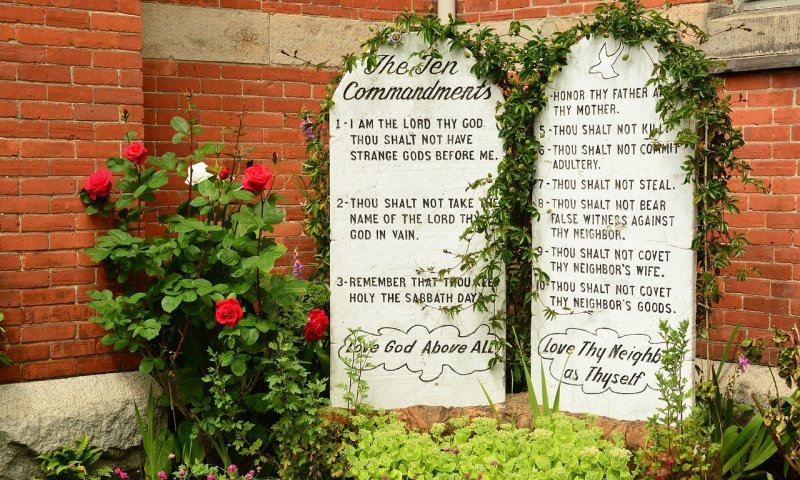 The Ten
Commandments
1 - I AM THE LORD THY GOD
THOU SHALT NOT HAVE
STRANGE GODS BEFORE ME.
2 - THOU SHALT NOT TAKE THE
NAME OF THE LORD THY
GOD IN VAIN.
3 - REMEMBER THAT THOU KEEP
HOLY THE SABBATH DAY.
Love God Above All
- HONOR THY FATHER AND
THY MOTHER.
5 - THOU SHALT NOT KILL
6 - THOU SHALT NOT COMMIT
ADULTERY.
7 - THOU SHALT NOT STEAL.
8 - THOU SHALT NOT BEAR
FALSE WITNESS AGAINST
THY NEIGHBOR.
9 - THOU SHALT NOT COVET
THY NEIGHBOR'S WIFE.
10 - THOU SHALT NOT COVET
THY NEIGHBOR'S GOODS.
Love Thy Neighbor
as Thyself